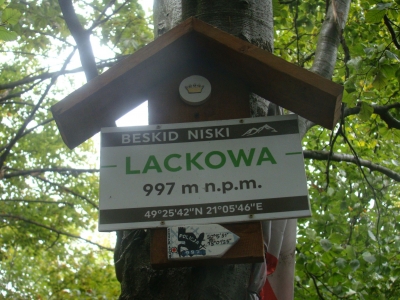 BESKID NISKI
LACKOWA
997 m n.p.m.
49°25'42"N 21°05'46"E